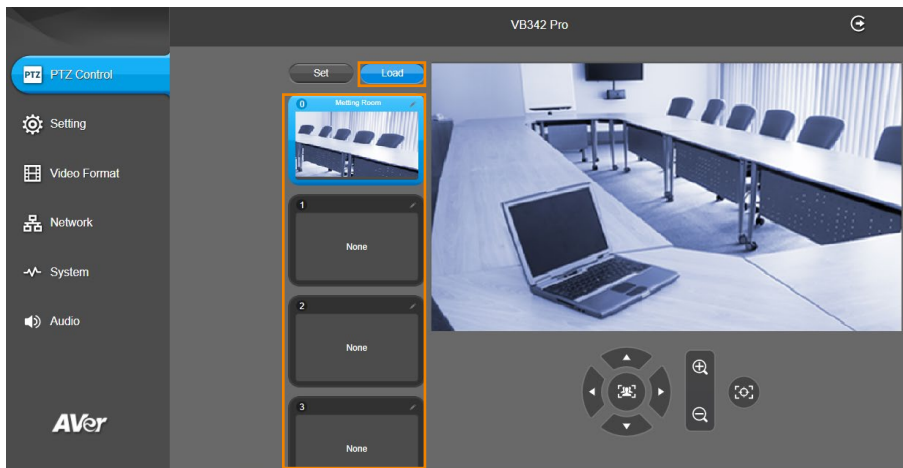 VB342 Pro
PTZ PTZ Control
Setting
Video Format
Network
System
Audio
AVer
Set Load
0 Metting Room
1
None
2
None
3
None